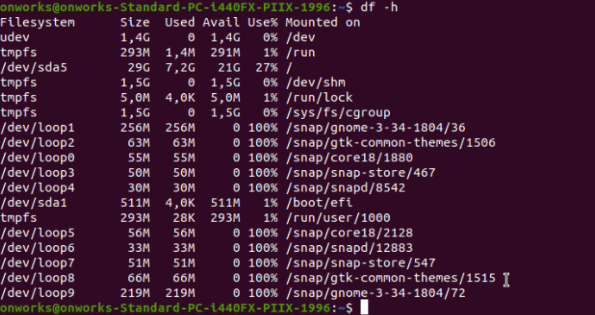 onworks@onworks-Standard-PC-i440FX-PIIX-1996:~$ df -h
Filesystem      Size  Used Avail Use% Mounted on
udev            1,4G     0  1,4G   0% /dev
tmpfs           293M  1,4M  291M   1% /run
/dev/sda5        29G  7,2G   21G  27% /
tmpfs           1,5G     0  1,5G   0% /dev/shm
tmpfs           5,0M  4,0K  5,0M   1% /run/lock
tmpfs           1,5G     0  1,5G   0% /sys/fs/cgroup
/dev/loop1      256M  256M     0 100% /snap/gnome-3-34-1804/36
/dev/loop2       63M   63M     0 100% /snap/gtk-common-themes/1506
/dev/loop0       55M   55M     0 100% /snap/core18/1880
/dev/loop3       50M   50M     0 100% /snap/snap-store/467
/dev/loop4       30M   30M     0 100% /snap/snapd/8542
/dev/sda1       511M  4,0K  511M   1% /boot/efi
tmpfs           293M   28K  293M   1% /run/user/1000
/dev/loop5       56M   56M     0 100% /snap/core18/2128
/dev/loop6       33M   33M     0 100% /snap/snapd/12883
/dev/loop7       51M   51M     0 100% /snap/snap-store/547
/dev/loop8       66M   66M     0 100% /snap/gtk-common-themes/1515
/dev/loop9      219M  219M     0 100% /snap/gnome-3-34-1804/72
onworks@onworks-Standard-PC-i440FX-PIIX-1996:~$